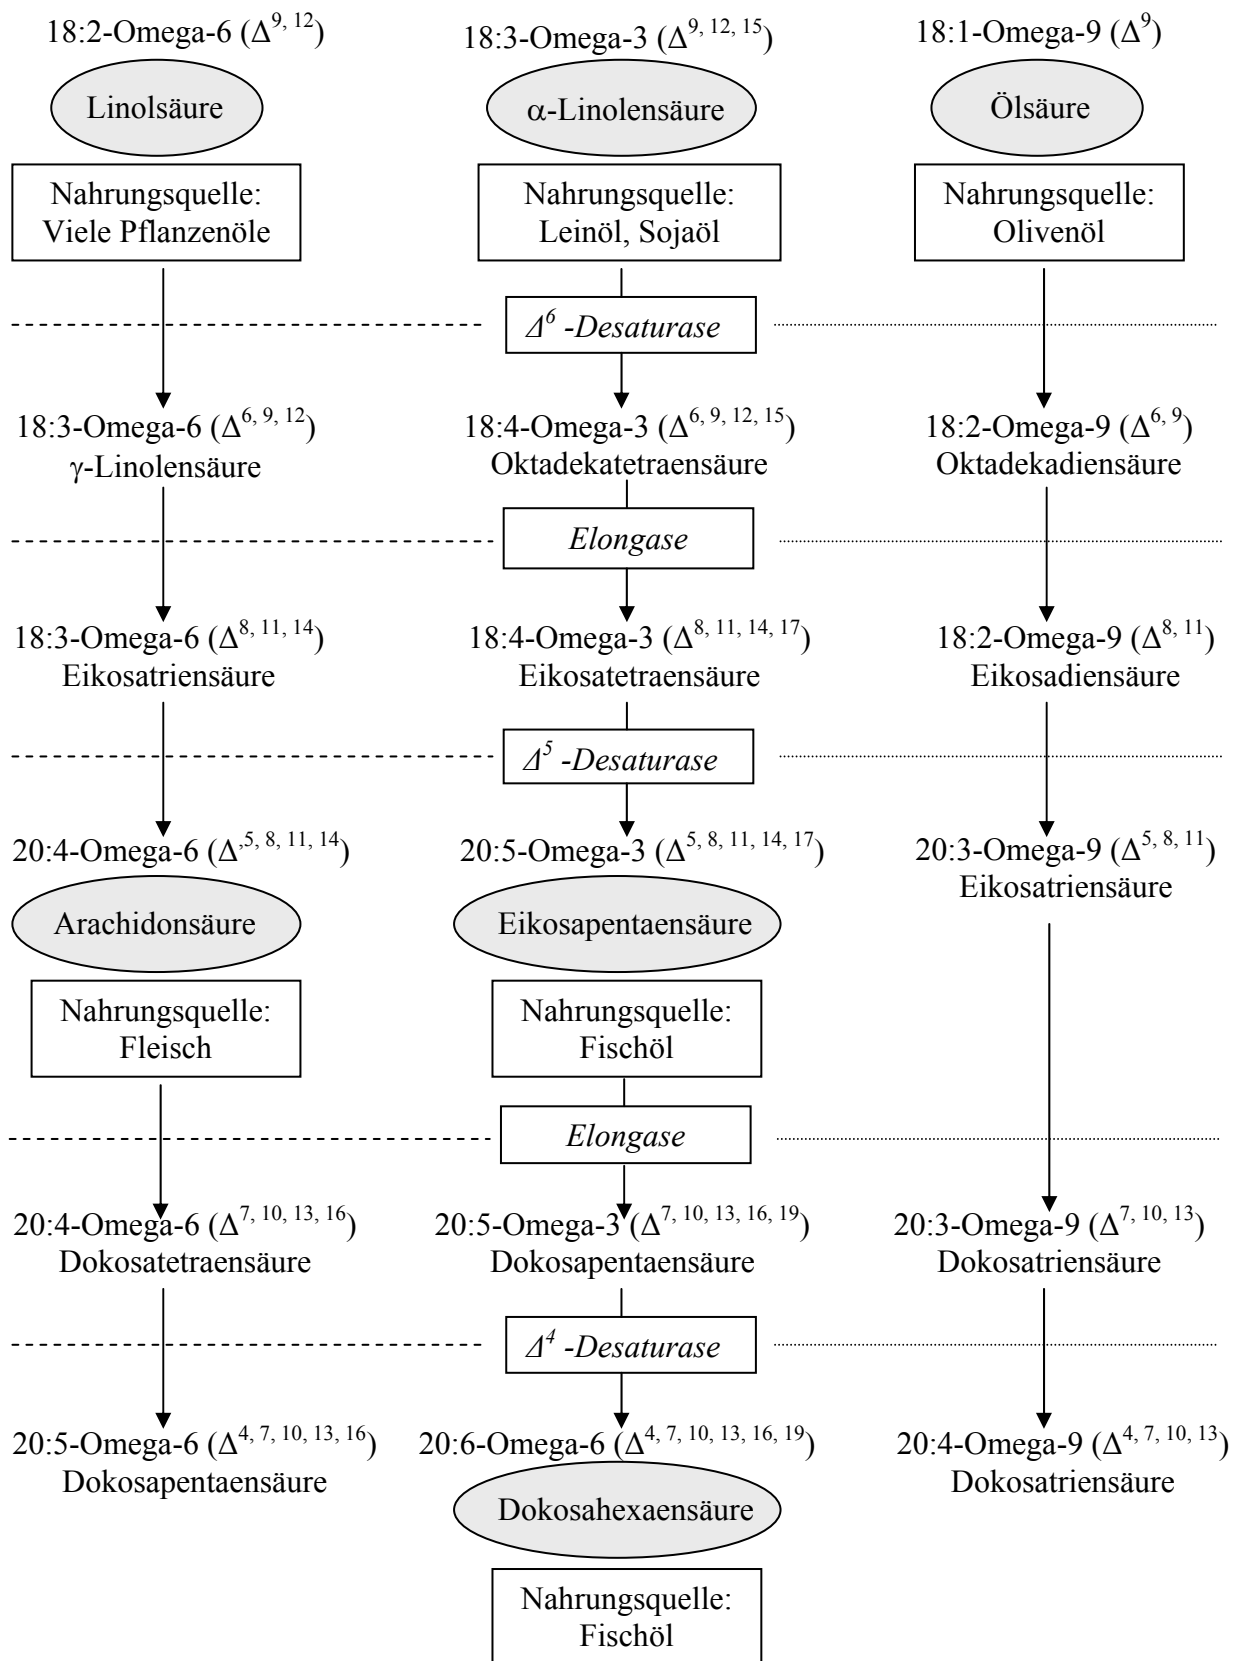 18:2-Omega-6 (Δ9, 12)
18:3-Omega-3 (Δ9, 12, 15)
18:1-Omega-9 (Δ9)
Linolsäure
α-Linolensäure
Ölsäure
Nahrungsquelle:
Viele Pflanzenöle
Nahrungsquelle:
Leinöl, Sojaöl
Nahrungsquelle:
Olivenöl
Δ6 -Desaturase
18:3-Omega-6 (Δ6, 9, 12)
γ-Linolensäure
18:4-Omega-3 (Δ6, 9, 12, 15)
Oktadekatetraensäure
18:2-Omega-9 (Δ6, 9)
Oktadekadiensäure
Elongase
18:3-Omega-6 (Δ8, 11, 14)
Eikosatriensäure
18:4-Omega-3 (Δ8, 11, 14, 17)
Eikosatetraensäure
18:2-Omega-9 (Δ8, 11)
Eikosadiensäure
Δ5 -Desaturase
20:4-Omega-6 (Δ,5, 8, 11, 14)
20:5-Omega-3 (Δ5, 8, 11, 14, 17)
20:3-Omega-9 (Δ5, 8, 11)
Eikosatriensäure
Arachidonsäure
Eikosapentaensäure
Nahrungsquelle:
Fleisch
Nahrungsquelle:
Fischöl
Elongase
20:4-Omega-6 (Δ7, 10, 13, 16)
Dokosatetraensäure
20:5-Omega-3 (Δ7, 10, 13, 16, 19)
Dokosapentaensäure
20:3-Omega-9 (Δ7, 10, 13)
Dokosatriensäure
Δ4 -Desaturase
20:5-Omega-6 (Δ4, 7, 10, 13, 16)
Dokosapentaensäure
20:6-Omega-6 (Δ4, 7, 10, 13, 16, 19)
20:4-Omega-9 (Δ4, 7, 10, 13)
Dokosatriensäure
Dokosahexaensäure
Nahrungsquelle:
Fischöl